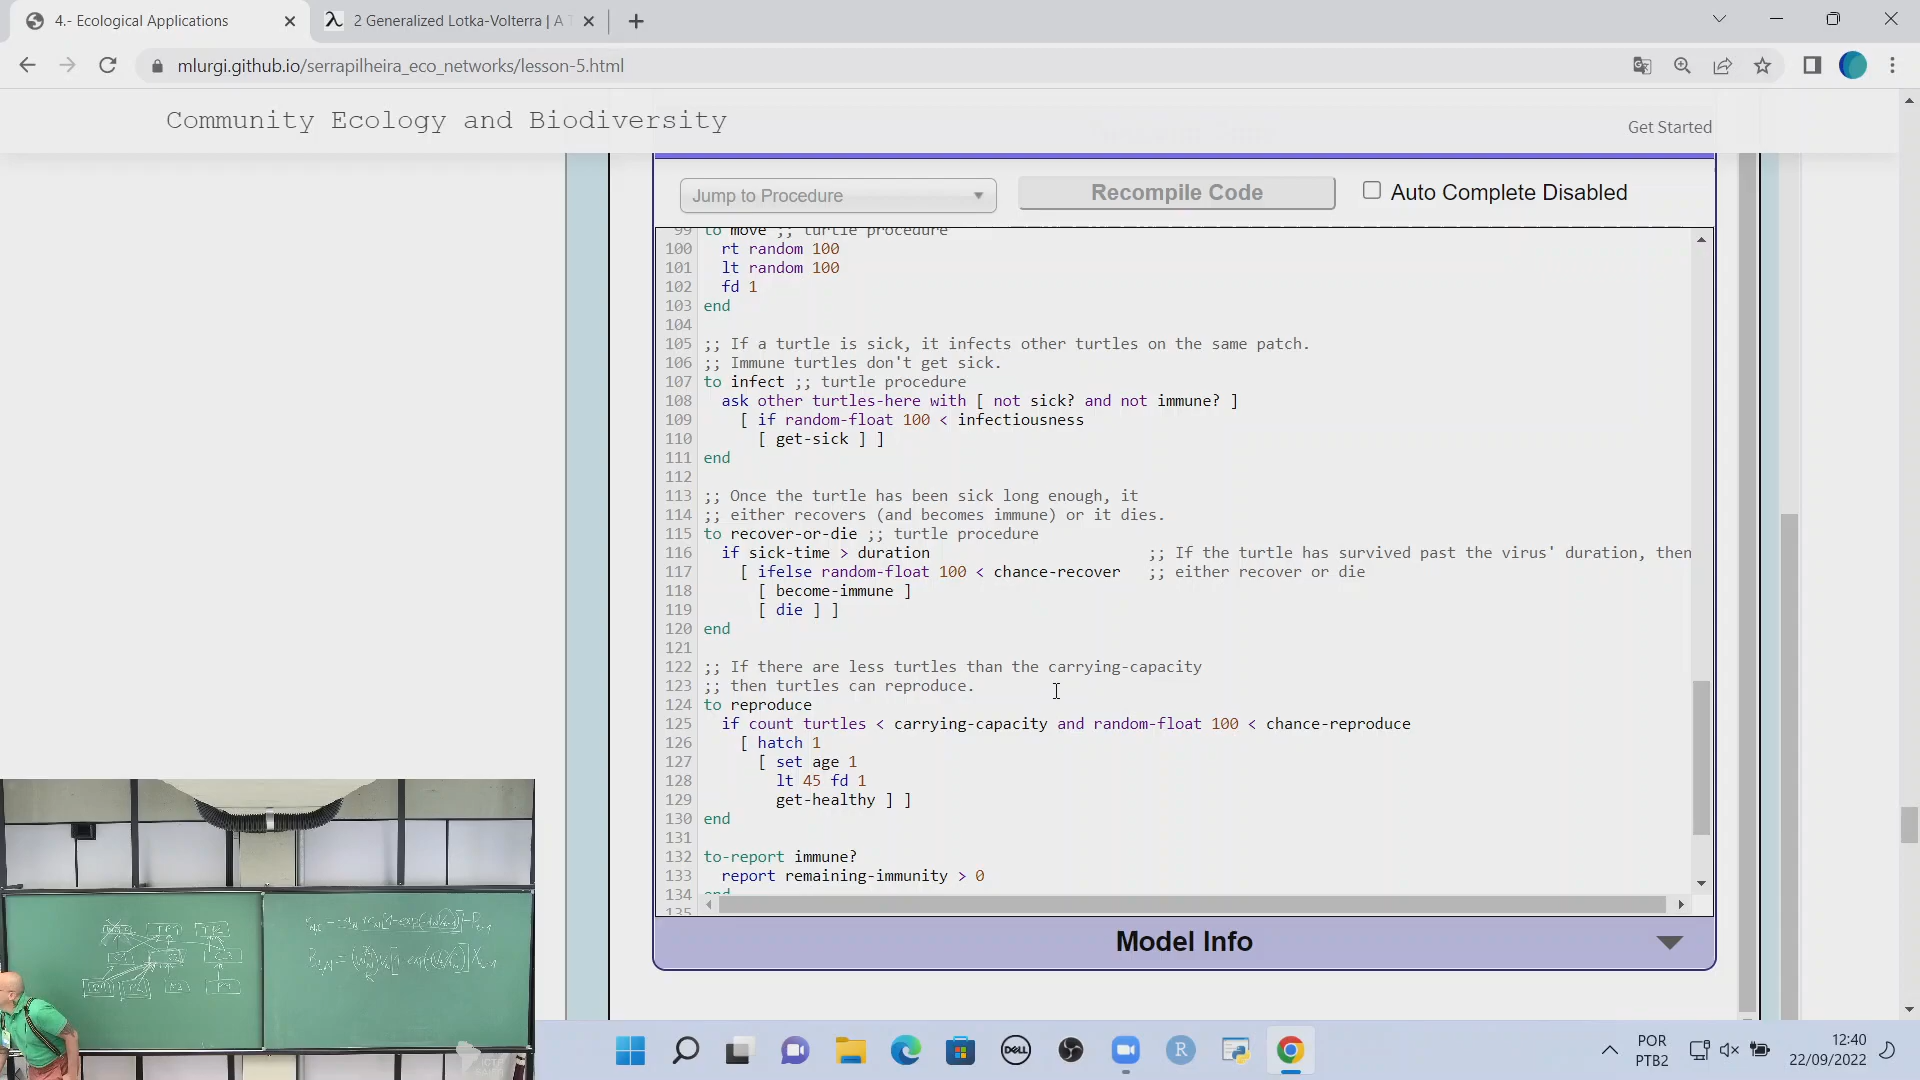 4.- Ecological Applications
2 Generalized Lotka-Volterra | A T
mlurgi.github.io/serrapilheira_eco_networks/lesson-5.html
Community Ecology and Biodiversity
Get Started
Jump to Procedure
Recompile Code
Auto Complete Disabled
99 to move ;; turtle procedure
100 rt random 100
101 lt random 100
102 fd 1
103 end
104
105 ;; If a turtle is sick, it infects other turtles on the same patch.
106 ;; Immune turtles don't get sick.
107 to infect ;; turtle procedure
108 ask other turtles-here with [ not sick? and not immune? ]
109 [ if random-float 100 < infectiousness
110 [ get-sick ] ]
111 end
112
113 ;; Once the turtle has been sick long enough, it
114 ;; either recovers (and becomes immune) or it dies.
115 to recover-or-die ;; turtle procedure
116 if sick-time > duration ;; If the turtle has survived past the virus' duration, then
117 [ ifelse random-float 100 < chance-recover ;; either recover or die
118 [ become-immune ]
119 [ die ] ]
120 end
121
122 ;; If there are less turtles than the carrying-capacity
123 ;; then turtles can reproduce.
124 to reproduce
125 if count turtles < carrying-capacity and random-float 100 < chance-reproduce
126 [ hatch 1
127 [ set age 1
128 lt 45 fd 1
129 get-healthy ] ]
130 end
131
132 to-report immune?
133 report remaining-immunity > 0
134 end
135
Model Info
DELL
R
POR
PTB2
12:40
22/09/2022